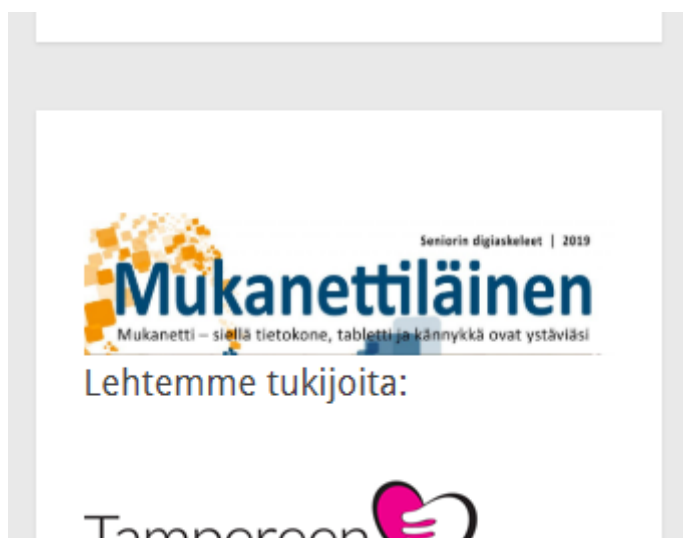 Seniorin digiaskeleet | 2019
Mukanettiläinen
Mukanetti – siellä tietokone, tabletti ja kännykkä ovat ystäviäsi
Lehtemme tukijoita:
Tampereen